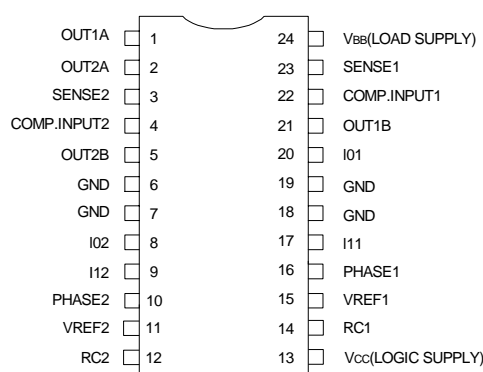 OUT1A 1 24 VBB(LOAD SUPPLY)
OUT2A 2 23 SENSE1
SENSE2 3 22 COMP.INPUT1
COMP.INPUT2 4 21 OUT1B
OUT2B 5 20 I01
GND 6 19 GND
GND 7 18 GND
I02 8 17 I11
I12 9 16 PHASE1
PHASE2 10 15 VREF1
VREF2 11 14 RC1
RC2 12 13 Vcc(LOGIC SUPPLY)